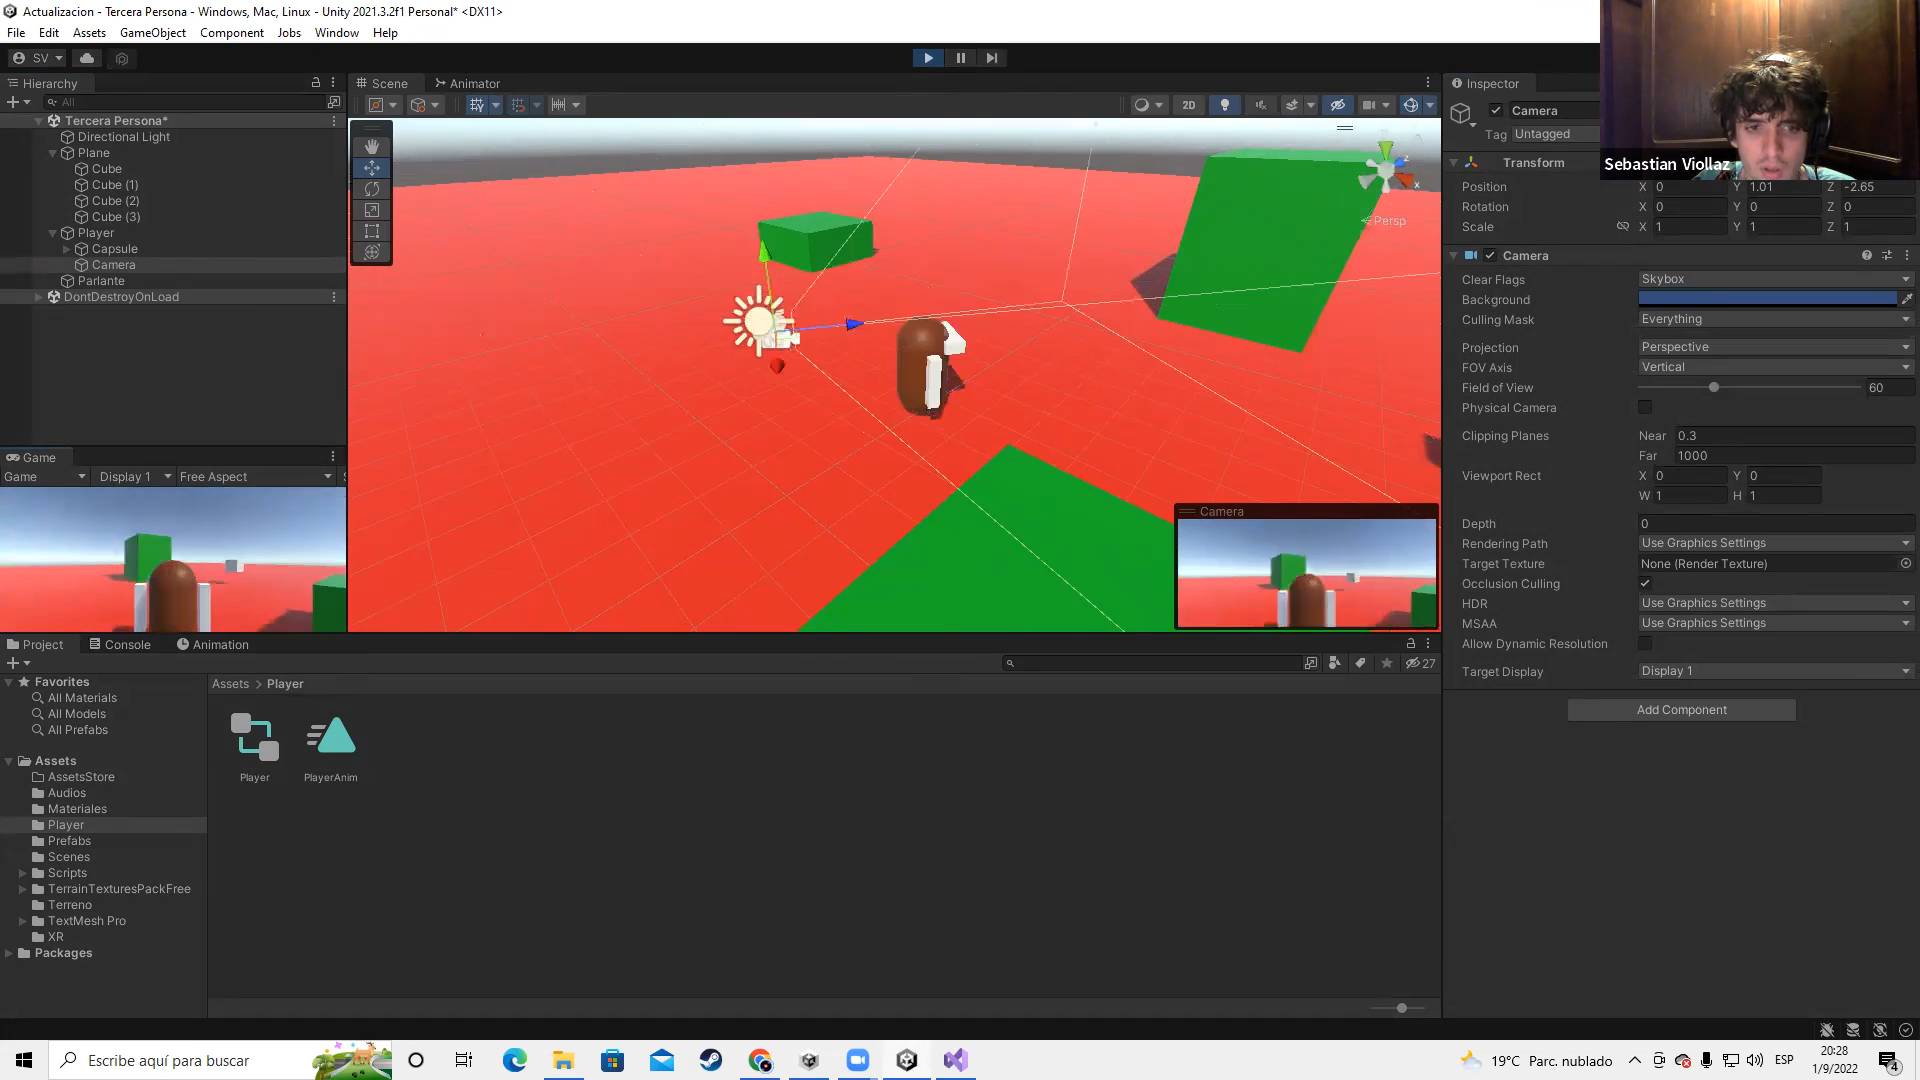 Actualizacion - Tercera Persona - Windows, Mac, Linux - Unity 2021.3.2f1 Personal* <DX11>
File Edit Assets GameObject Component Jobs Window Help
SV
Hierarchy
All
Tercera Persona*
Directional Light
Plane
Cube
Cube (1)
Cube (2)
Cube (3)
Player
Capsule
Camera
Parlante
DontDestroyOnLoad
Game
Game Display 1 Free Aspect
Scene Animator
2D
y
z
x
Persp
Camera
Inspector
Camera
Tag Untagged
Sebastian Viollaz
Transform
Position X 0 Y 1.01 Z -2.65
Rotation X 0 Y 0 Z 0
Scale X 1 Y 1 Z 1
Camera
Clear Flags Skybox
Background
Culling Mask Everything
Projection Perspective
FOV Axis Vertical
Field of View 60
Physical Camera
Clipping Planes Near 0.3
Far 1000
Viewport Rect X 0 Y 0
W 1 H 1
Depth 0
Rendering Path Use Graphics Settings
Target Texture None (Render Texture)
Occlusion Culling
HDR Use Graphics Settings
MSAA Use Graphics Settings
Allow Dynamic Resolution
Target Display Display 1
Add Component
Project Console Animation
27
Favorites
All Materials
All Models
All Prefabs
Assets
AssetsStore
Audios
Materiales
Player
Prefabs
Scenes
Scripts
TerrainTexturesPackFree
Terreno
TextMesh Pro
XR
Packages
Assets > Player
Player PlayerAnim
Escribe aquí para buscar
19°C Parc. nublado
ESP
20:28
1/9/2022
4